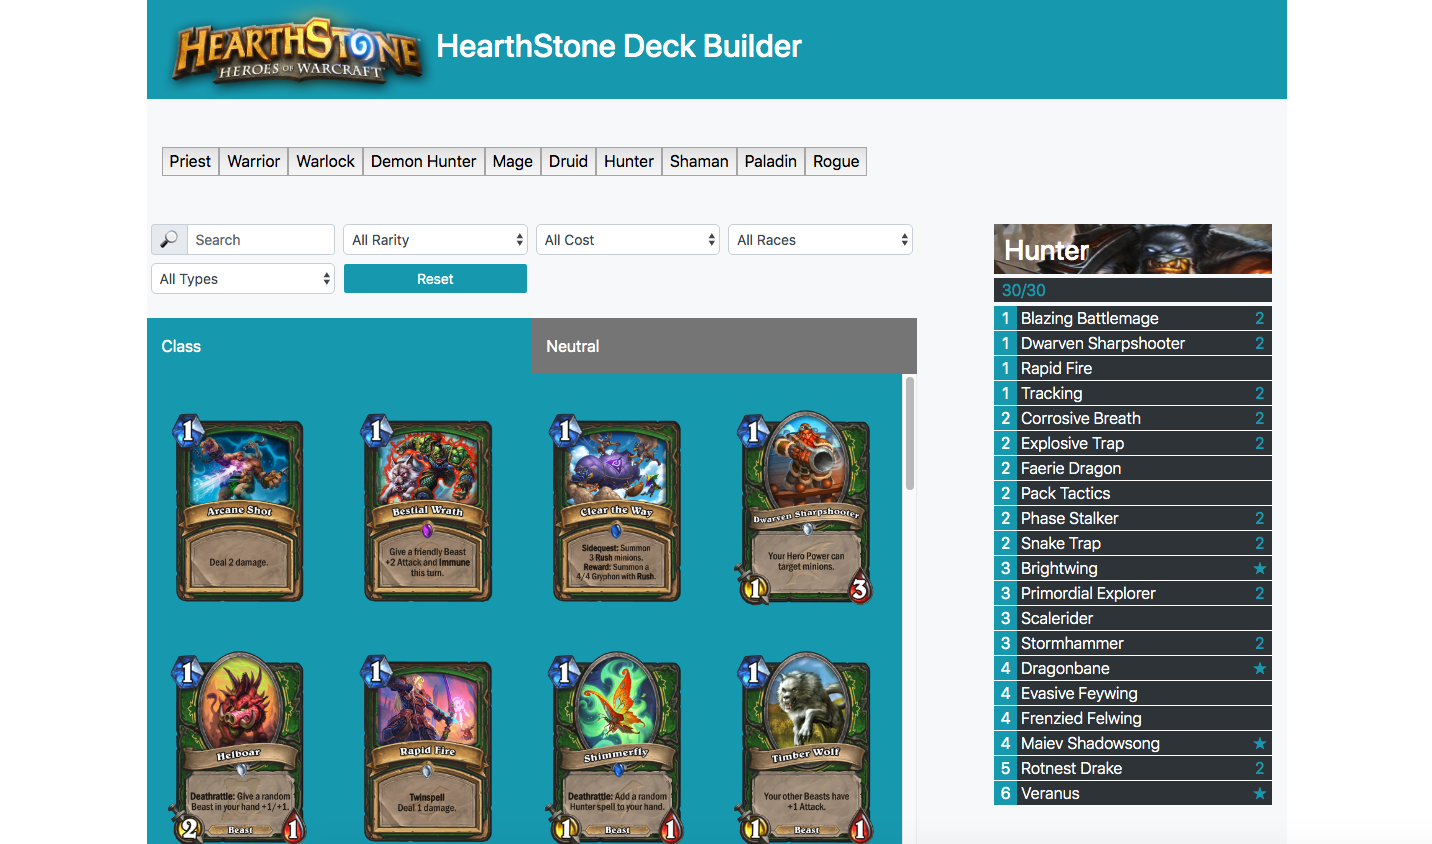 HEARTHSTONE
HEROES OF WARCRAFT
HearthStone Deck Builder
Priest Warrior Warlock Demon Hunter Mage Druid Hunter Shaman Paladin Rogue
Search All Rarity All Cost All Races
All Types Reset
Class Neutral
1
Arcane Shot
Deal 2 damage.
1
Bestial Wrath
Give a friendly Beast
+2 Attack and Immune
this turn.
1
Clear the Way
Sidequest: Summon
3 Rush minions.
Reward: Summon a
4/4 Gryphon with Rush.
1
Dwarven Sharpshooter
Your Hero Power can
target minions.
1 3
1
Helboar
Deathrattle: Give a random
Beast in your hand +1/+1.
2 Beast 1
1
Rapid Fire
Twinspell
Deal 1 damage.
1
Shimmerfly
Deathrattle: Add a random
Hunter spell to your hand.
1 Beast 1
1
Timber Wolf
Your other Beasts have
+1 Attack.
1 Beast 1
Hunter
30/30
1 Blazing Battlemage 2
1 Dwarven Sharpshooter 2
1 Rapid Fire
1 Tracking 2
2 Corrosive Breath 2
2 Explosive Trap 2
2 Faerie Dragon
2 Pack Tactics
2 Phase Stalker 2
2 Snake Trap 2
3 Brightwing ★
3 Primordial Explorer 2
3 Scalerider
3 Stormhammer 2
4 Dragonbane ★
4 Evasive Feywing
4 Frenzied Felwing
4 Maiev Shadowsong ★
5 Rotnest Drake 2
6 Veranus ★